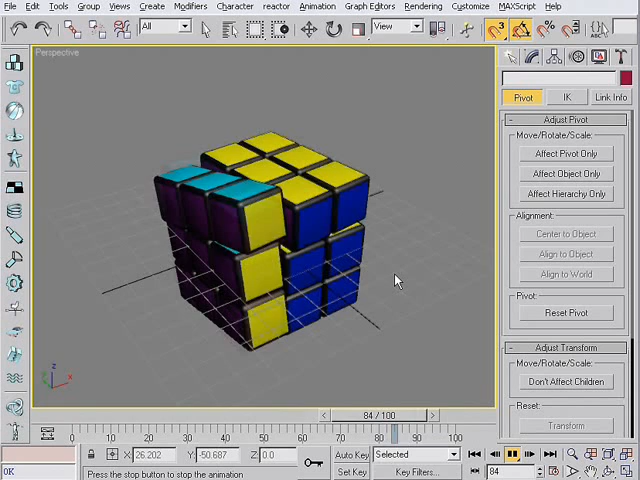 File Edit Tools Group Views Create Modifiers Character reactor Animation Graph Editors Rendering Customize MAXScript Help
All
View
3
Perspective
Pivot IK Link Info
Adjust Pivot
Move/Rotate/Scale:
Affect Pivot Only
Affect Object Only
Affect Hierarchy Only
Alignment:
Center to Object
Align to Object
Align to World
Pivot:
Reset Pivot
Adjust Transform
Move/Rotate/Scale:
Don't Affect Children
Reset:
Transform
z
x
84 / 100
0 10 20 30 40 50 60 70 80 90 100
X: 26.202 Y: -50.687 Z: 0.0
Auto Key Selected
OK
Press the stop button to stop the animation
Set Key Key Filters... 84